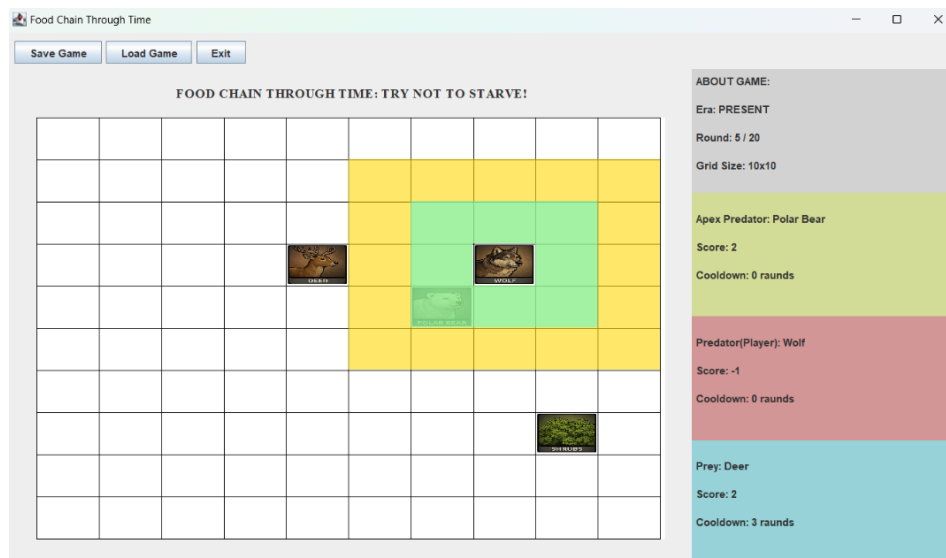 Food Chain Through Time
Save Game Load Game Exit
FOOD CHAIN THROUGH TIME: TRY NOT TO STARVE!
ABOUT GAME:
Era: PRESENT
Round: 5 / 20
Grid Size: 10x10
Apex Predator: Polar Bear
Score: 2
Cooldown: 0 raunds
Predator(Player): Wolf
Score: -1
Cooldown: 0 raunds
Prey: Deer
Score: 2
Cooldown: 3 raunds
DEER
WOLF
POLAR BEAR
SHRUBS